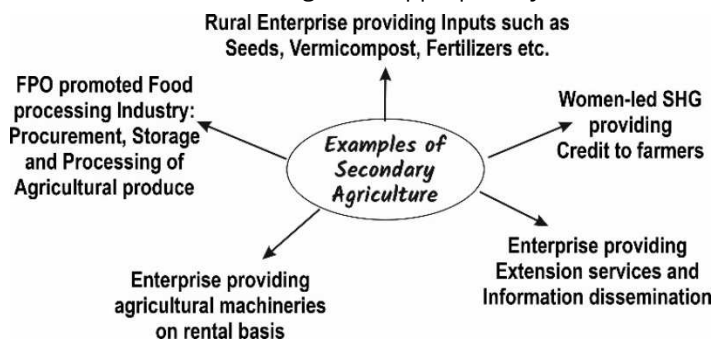 Rural Enterprise providing Inputs such as
Seeds, Vermicompost, Fertilizers etc.
FPO promoted Food
processing Industry:
Procurement, Storage
and Processing of
Agricultural produce
Women-led SHG
providing
Credit to farmers
Examples of
Secondary
Agriculture
Enterprise providing
agricultural machineries
on rental basis
Enterprise providing
Extension services and
Information dissemination